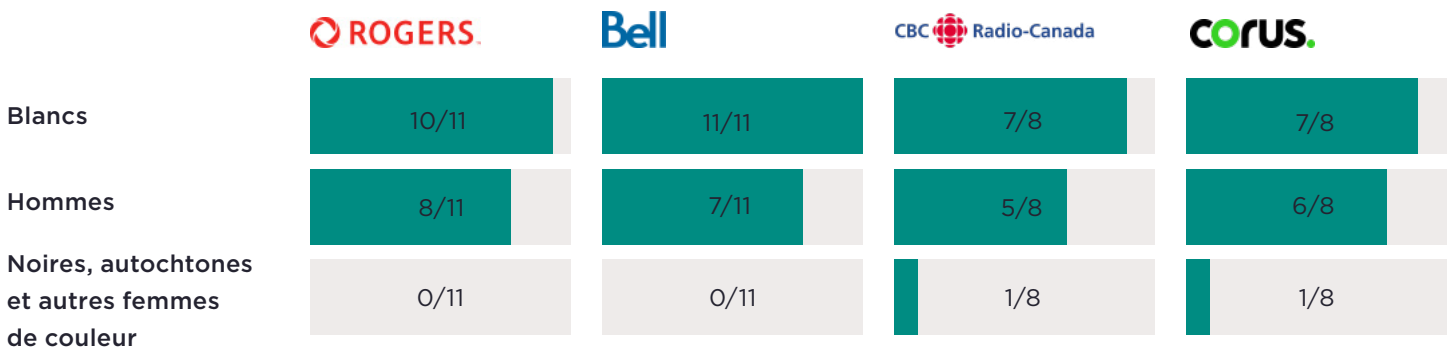 ROGERS Bell CBC Radio-Canada corus.
Blancs 10/11 11/11 7/8 7/8
Hommes 8/11 7/11 5/8 6/8
Noires, autochtones
et autres femmes 0/11 0/11 1/8 1/8
de couleur